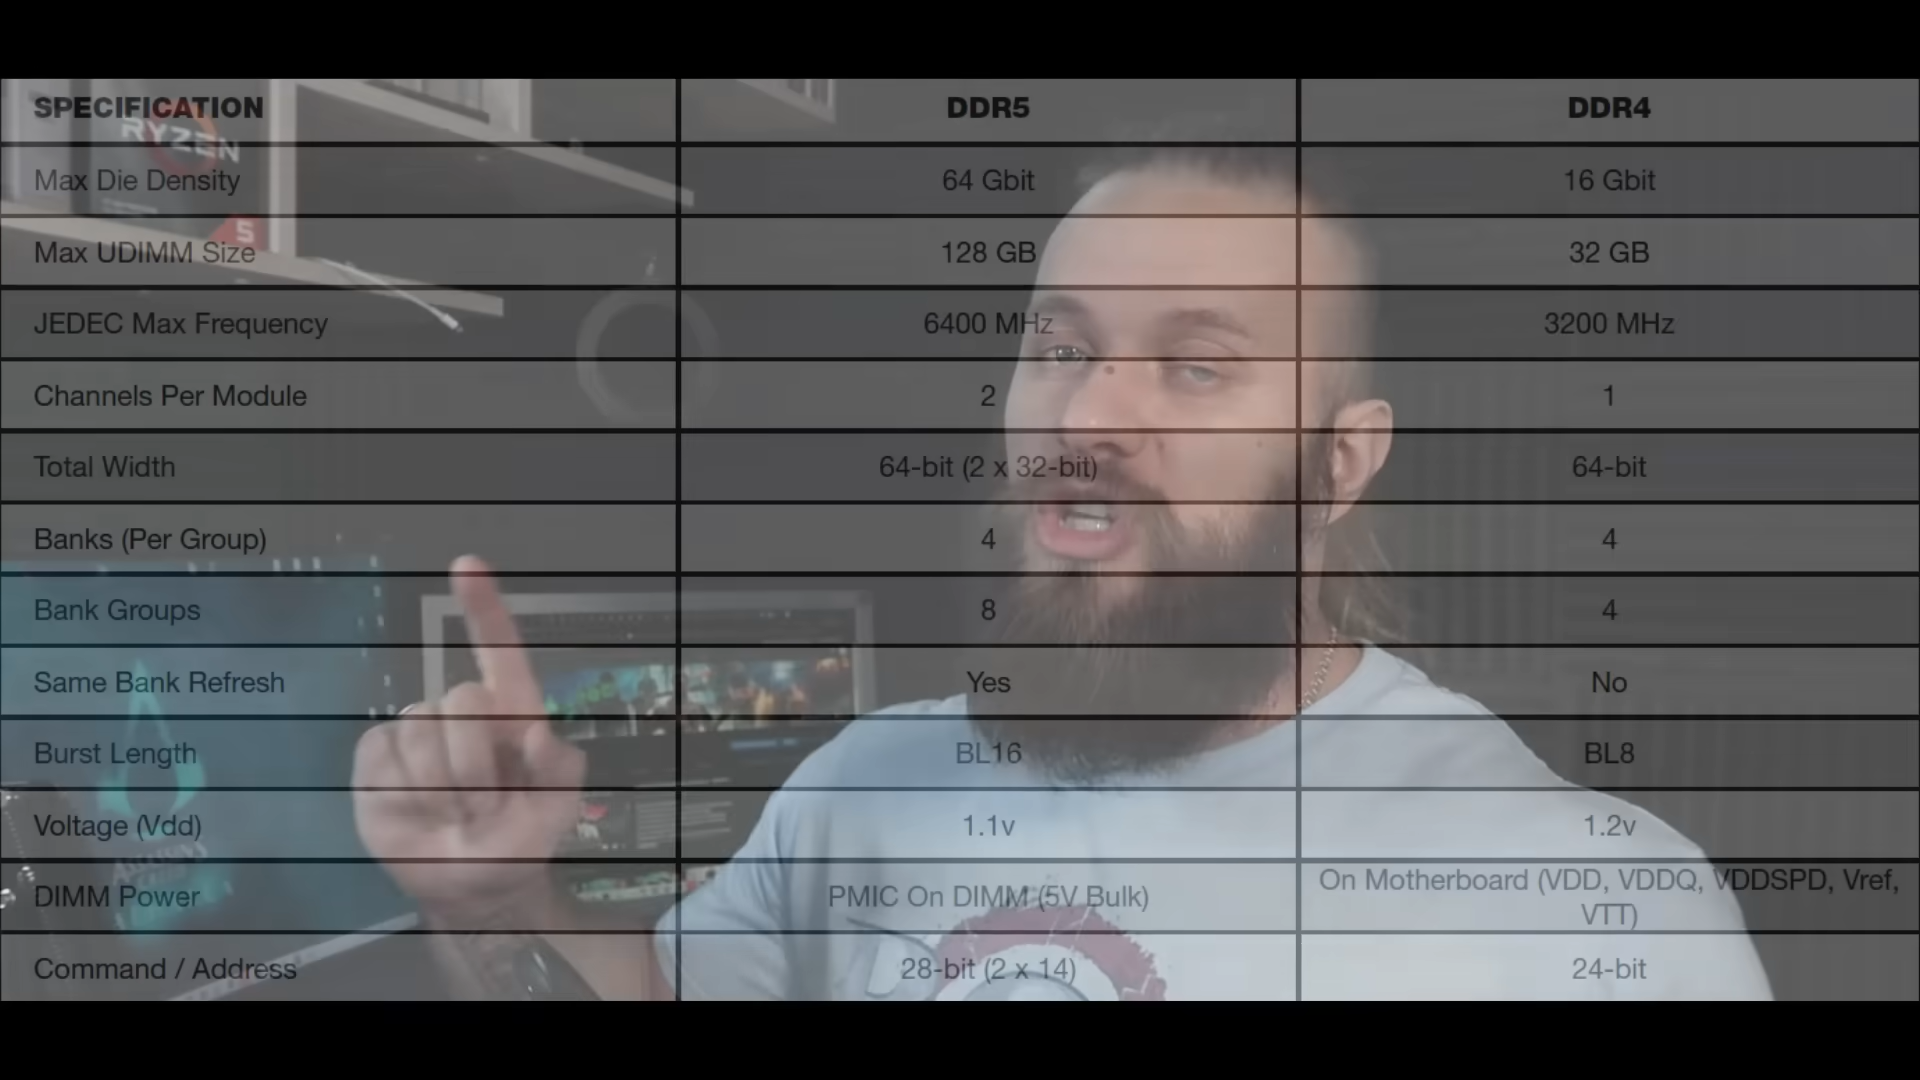 SPECIFICATION DDR5 DDR4
RYZEN
Max Die Density 64 Gbit 16 Gbit
5
Max UDIMM Size 128 GB 32 GB
JEDEC Max Frequency 6400 MHz 3200 MHz
Channels Per Module 2 1
Total Width 64-bit (2 x 32-bit) 64-bit
Banks (Per Group) 4 4
Bank Groups 8 4
Same Bank Refresh Yes No
Burst Length BL16 BL8
Voltage (Vdd) 1.1v 1.2v
ASSASSINS
DIMM Power PMIC On DIMM (5V Bulk) On Motherboard (VDD, VDDQ, VDDSPD, Vref,
VTT)
Command / Address 28-bit (2 x 14) 24-bit